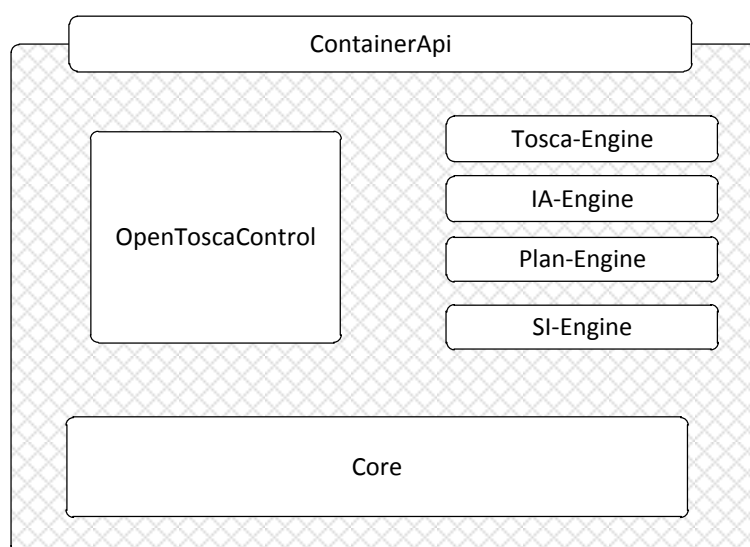 ContainerApi
OpenToscaControl
Tosca-Engine
IA-Engine
Plan-Engine
SI-Engine
Core